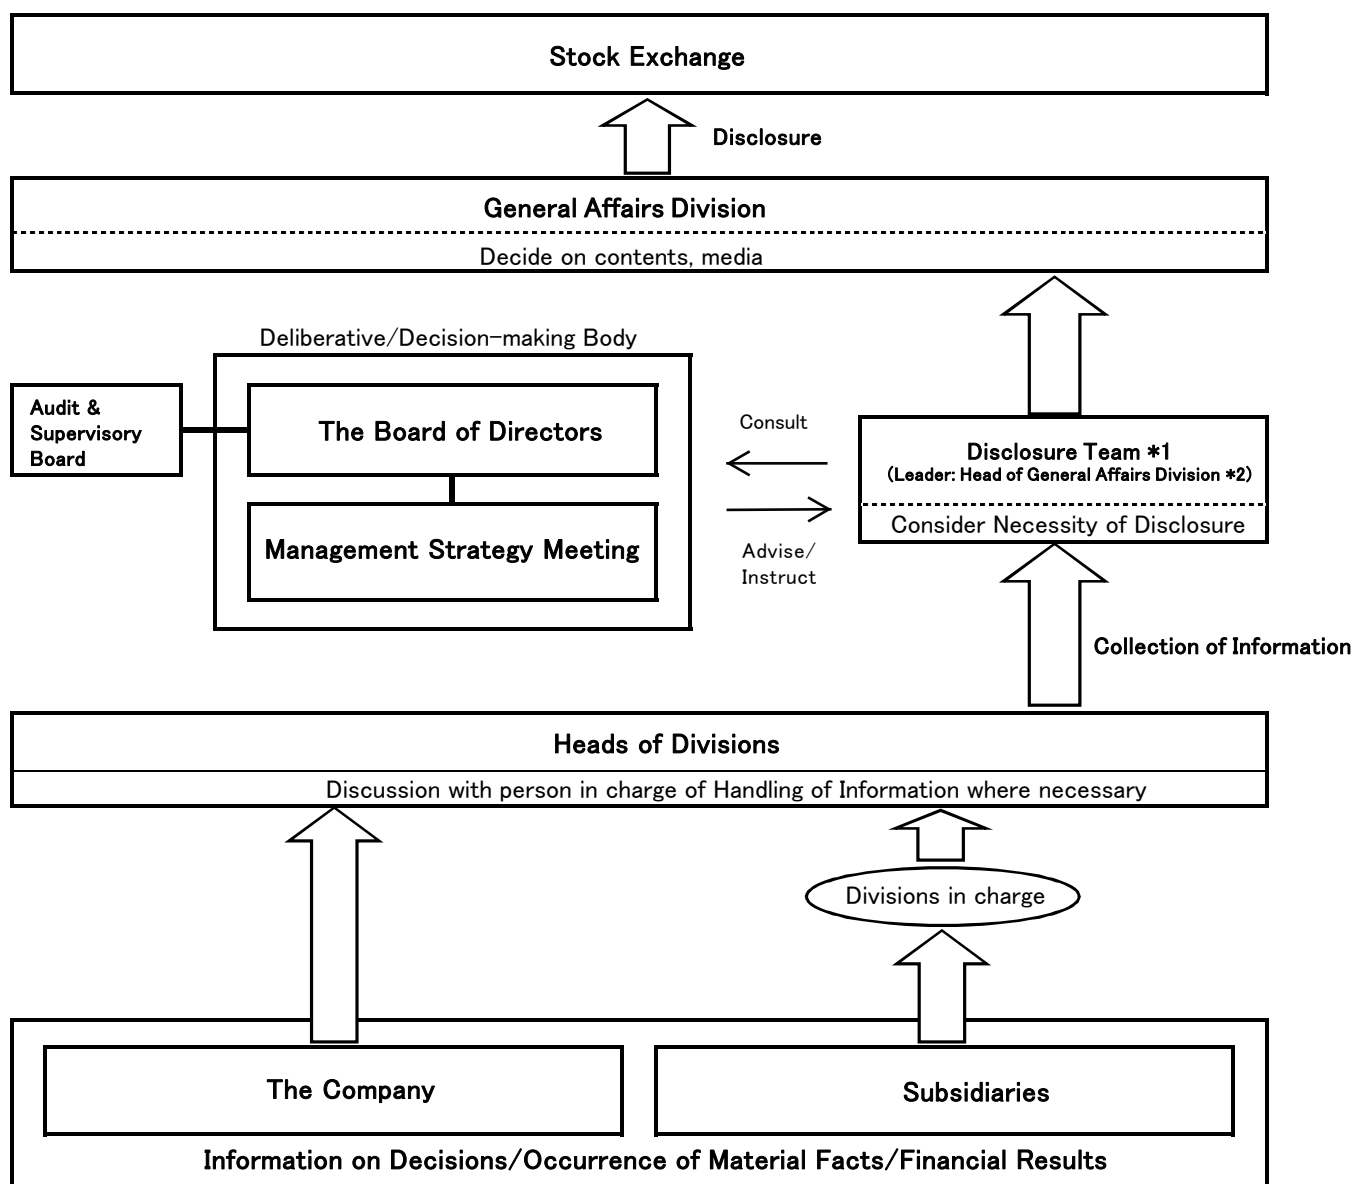 Stock Exchange
Disclosure
General Affairs Division
Decide on contents, media
Deliberative/Decision-making Body
Audit &
Supervisory
Board
The Board of Directors
Management Strategy Meeting
Consult
Advise/
Instruct
Disclosure Team *1
(Leader: Head of General Affairs Division *2)
Consider Necessity of Disclosure
Collection of Information
Heads of Divisions
Discussion with person in charge of Handling of Information where necessary
Divisions in charge
The Company
Subsidiaries
Information on Decisions/Occurrence of Material Facts/Financial Results